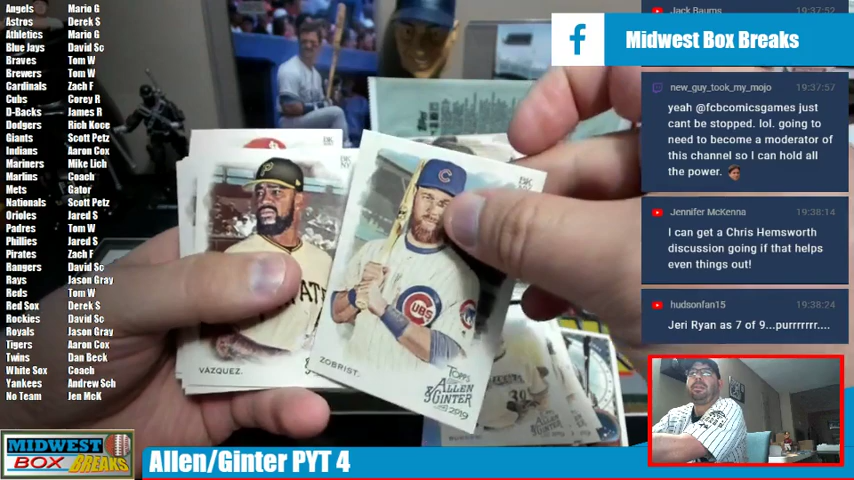 Angels Mario G
Astros Derek S
Athletics Mario G
Blue Jays David Sc
Braves Tom W
Brewers Tom W
Cardinals Zach F
Cubs Corey R
D-Backs James R
Dodgers Rich Koce
Giants Scott Petz
Indians Aaron Cox
Mariners Mike Lich
Marlins Coach
Mets Gator
Nationals Scott Petz
Orioles Jared S
Padres Tom W
Phillies Jared S
Pirates Zach F
Rangers David Sc
Rays Jason Gray
Reds Tom W
Red Sox Derek S
Rockies David Sc
Royals Jason Gray
Tigers Aaron Cox
Twins Dan Beck
White Sox Coach
Yankees Andrew Sch
No Team Jen McK
f Midwest Box Breaks
Jack Baums 19:37:52
new_guy_took_my_mojo 19:37:57
yeah @fcbcomicsgames just
cant be stopped. lol. going to
need to become a moderator of
this channel so I can hold all
the power.
Jennifer McKenna 19:38:14
I can get a Chris Hemsworth
discussion going if that helps
even things out!
hudsonfan15 19:38:24
Jeri Ryan as 7 of 9...purrrrrrr....
VAZQUEZ
ZOBRIST
C
CUBS
TOPPS
ALLEN
& GINTER
2019
30
MIDWEST
BOX BREAKS
Allen/Ginter PYT 4